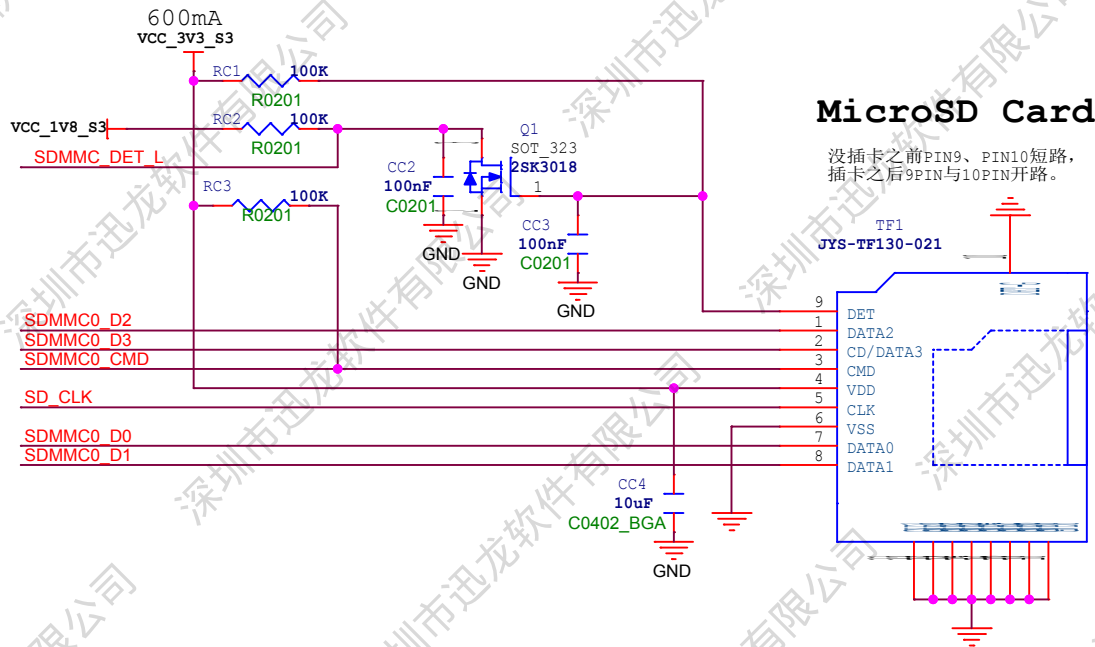 600mA
VCC_3V3_S3
RC1
100K
R0201
VCC_1V8_S3
RC2
100K
R0201
SDMMC_DET_L
RC3
100K
R0201
CC2
100nF
C0201
GND
Q1
SOT_323
2SK3018
1
GND
CC3
100nF
C0201
GND
MicroSD Card
没插卡之前PIN9、PIN10短路,
插卡之后9PIN与10PIN开路。
TF1
JYS-TF130-021
SDMMC0_D2
SDMMC0_D3
SDMMC0_CMD
SD_CLK
SDMMC0_D0
SDMMC0_D1
9 DET
1 DATA2
2 CD/DATA3
3 CMD
4 VDD
5 CLK
6 VSS
7 DATA0
8 DATA1
CC4
10uF
C0402_BGA
GND
深圳市迅龙软件有限公司